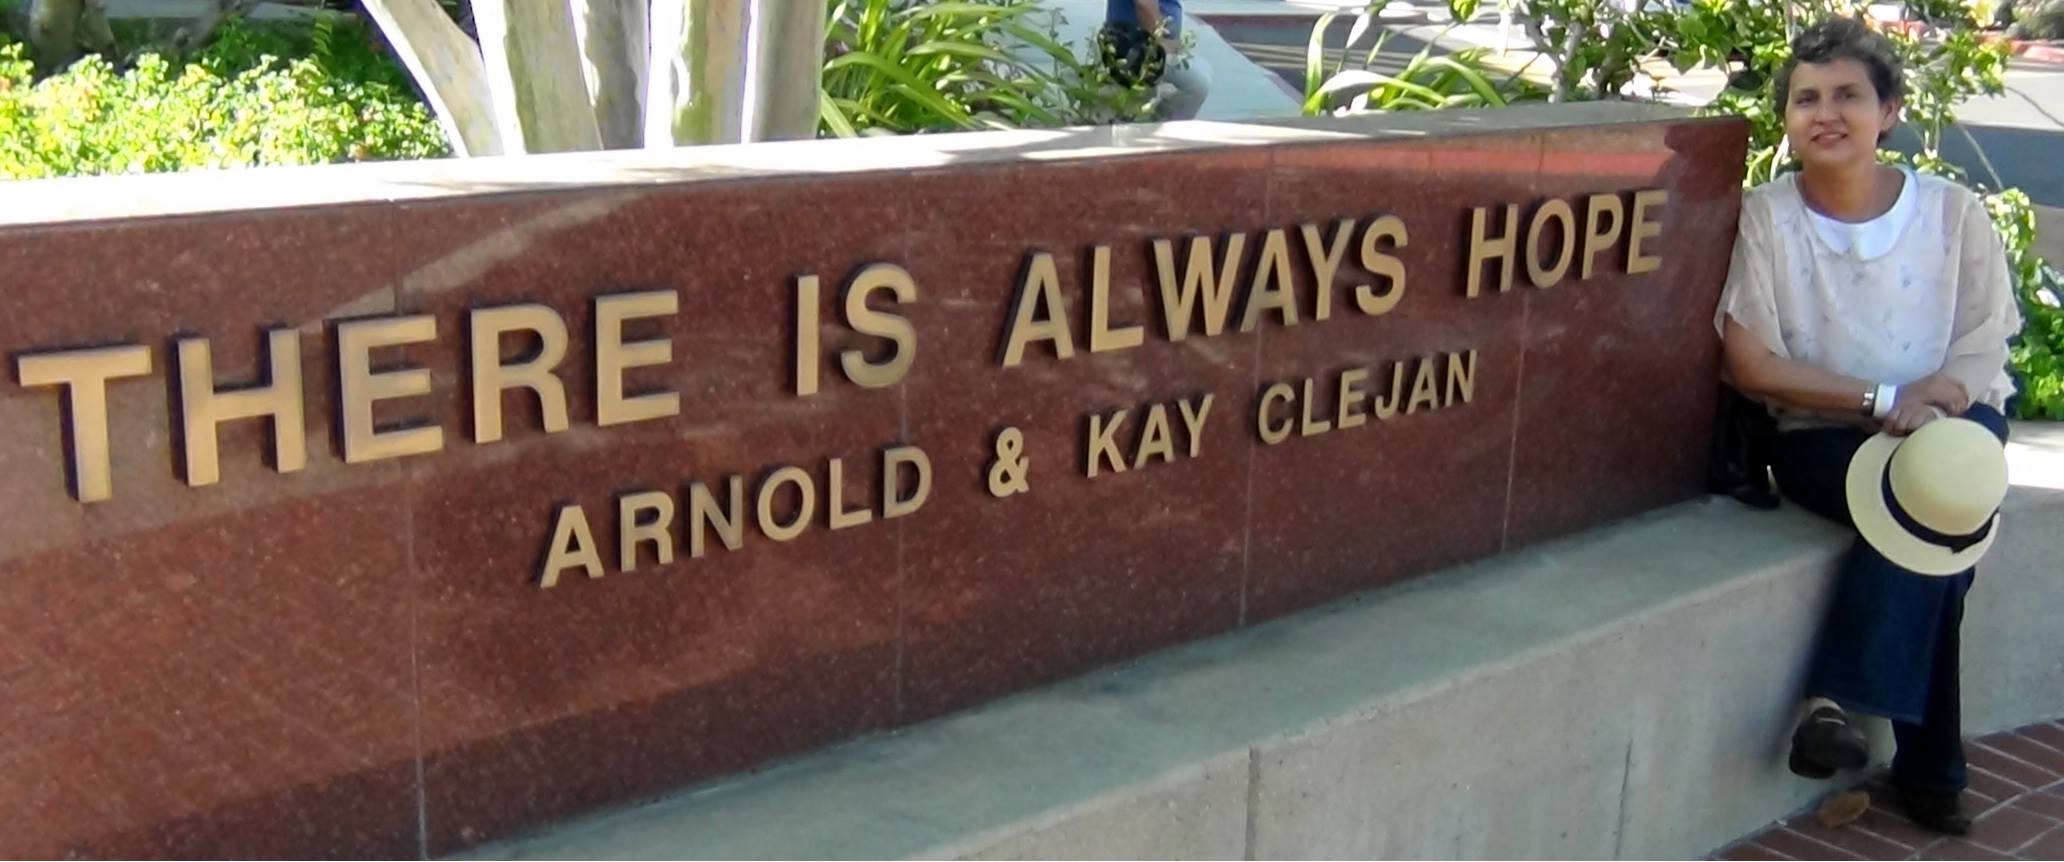 THERE IS ALWAYS HOPE
ARNOLD & KAY CLEJAN